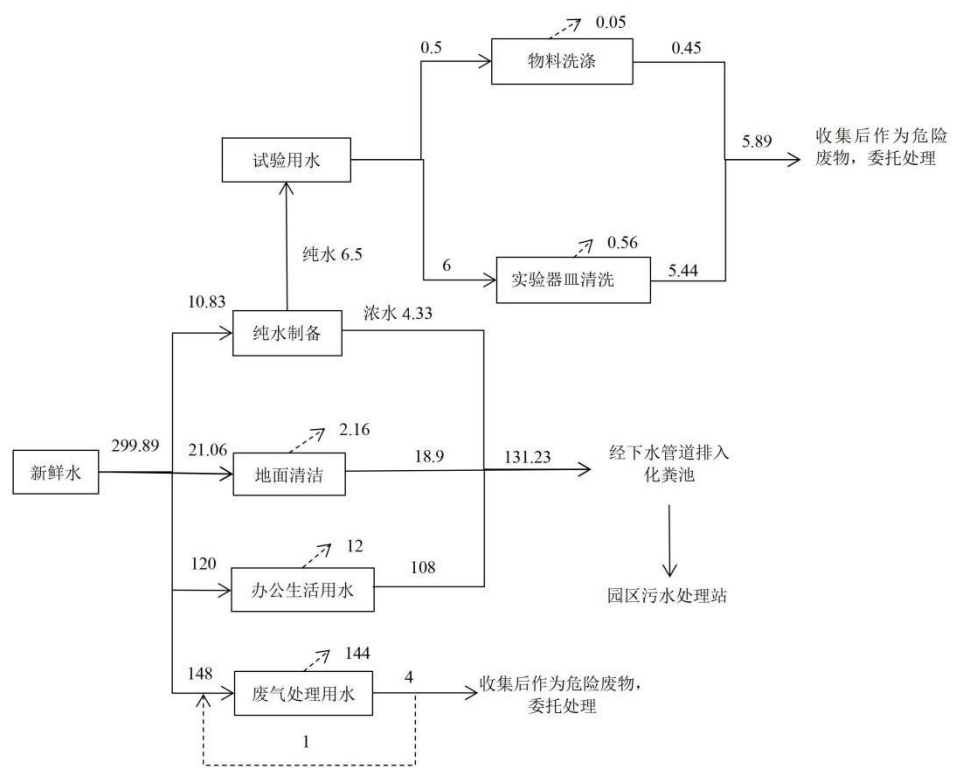 0.05
0.5
物料洗涤
0.45
试验用水
5.89
收集后作为危险
废物，委托处理
纯水 6.5
0.56
6
实验器皿清洗
5.44
10.83
纯水制备
浓水 4.33
299.89
新鲜水
21.06
2.16
地面清洁
18.9
131.23
经下水管道排入
化粪池
120
12
办公生活用水
108
园区污水处理站
148
144
废气处理用水
4
收集后作为危险废物，
委托处理
1